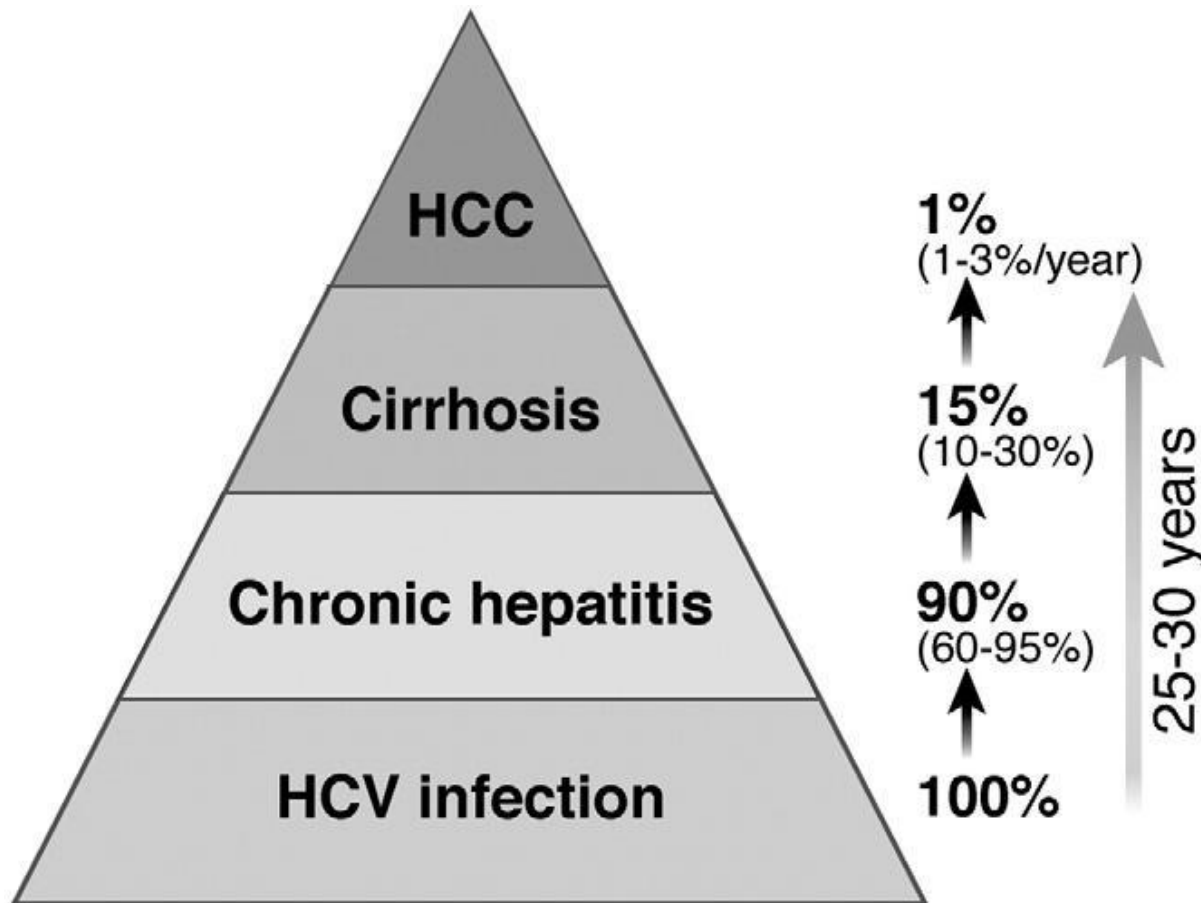 HCC
1%
(1-3%/year)
Cirrhosis
15%
(10-30%)
Chronic hepatitis
90%
(60-95%)
HCV infection
100%
25-30 years